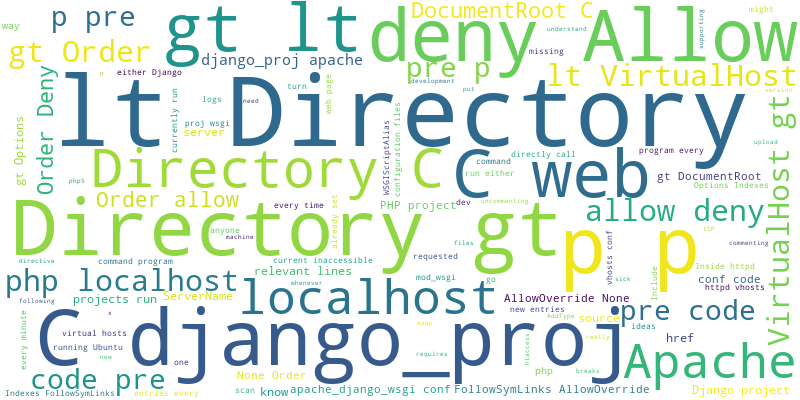 way
p pre
gt lt
deny Allow
DocumentRoot C
might
understand
supporting
gt Order
django_proj apache
missing
pre p
lt VirtualHost
p
either Django
development
lt Directory
Order Deny
gt Options
currently run
logs
turn
web page
need
put
version
proj wsgi
server
WSGIScriptAlias
configuration files
command
directly call
program every
upload
php5
Directory C
C web
run either
gt DocumentRoot
Options Indexes
VirtualHost gt
Order allow
every time
already set
PHP project
dev
allow deny
uncommenting
Directory gt
p p
anyone
machine
requested
vhosts conf
ISP
commenting
directive
command program
current inaccessible
files
relevant lines
mod_wsgi
go
Include
sick
Inside httpd
conf code
httpd vhosts
php localhost
projects run
ServerName
whenever
localhost
AllowOverride None
new entries
pre code
following
x
AddType
source
ideas
every minute
virtual hosts
C django_proj
htaccess
really
href
Apache
running Ubuntu
new
one
requires
php
breaks
code pre
None Order
scan
know
apache_django_wsgi conf
FollowSymLinks AllowOverride
Indexes FollowSymLinks
entries every
Django project